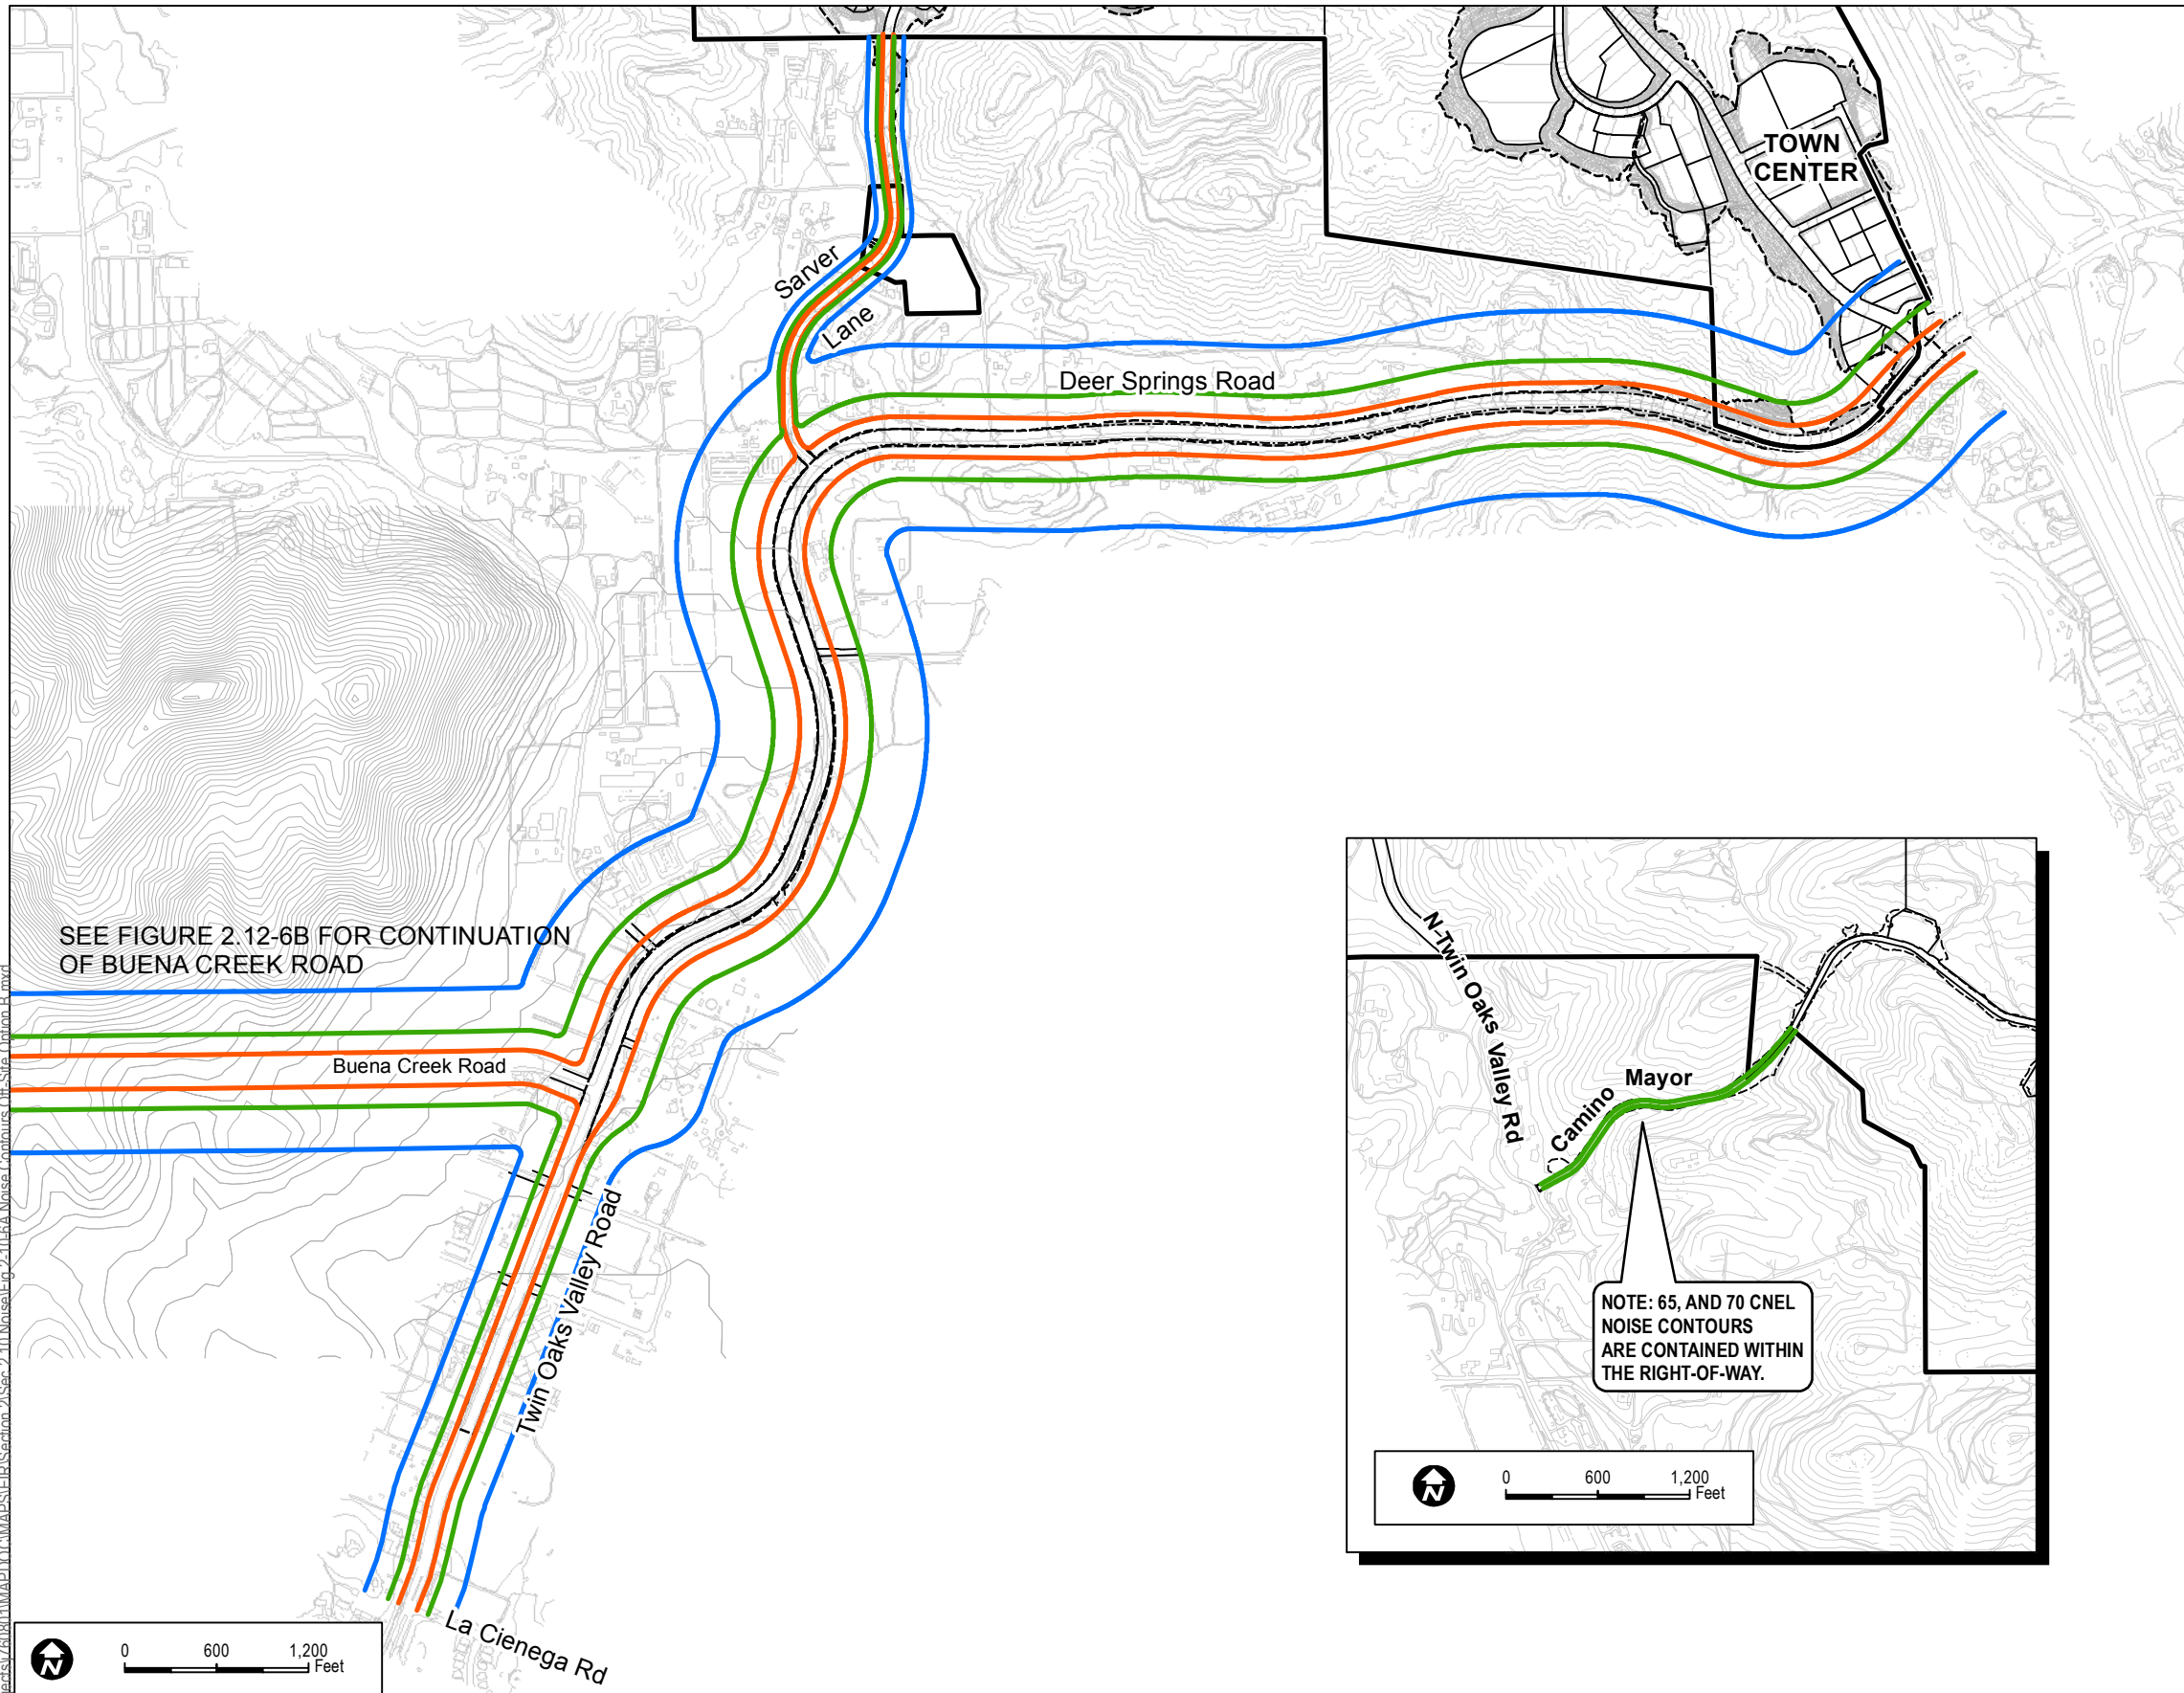 TOWN
CENTER
Sarver
Lane
Deer Springs Road
SEE FIGURE 2.12-6B FOR CONTINUATION
OF BUENA CREEK ROAD
Buena Creek Road
Twin Oaks Valley Road
La Cienega Rd
0 600 1,200
Feet
N
N-Twin Oaks Valley Rd
Camino
Mayor
NOTE: 65, AND 70 CNEL
NOISE CONTOURS
ARE CONTAINED WITHIN
THE RIGHT-OF-WAY.
0 600 1,200
Feet
N